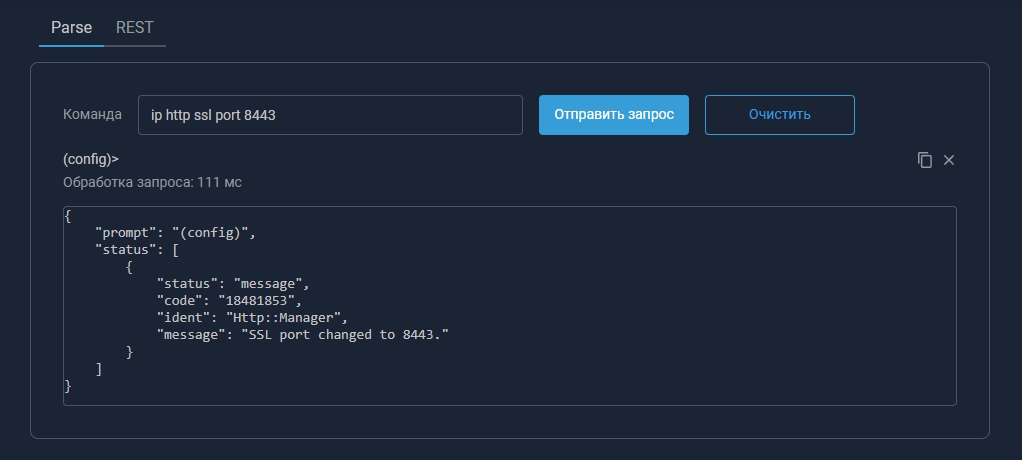 Parse REST
Команда ip http ssl port 8443 Отправить запрос Очистить
(config)>
Обработка запроса: 111 мс
{
    "prompt": "(config)",
    "status": [
        {
            "status": "message",
            "code": "18481853",
            "ident": "Http::Manager",
            "message": "SSL port changed to 8443."
        }
    ]
}